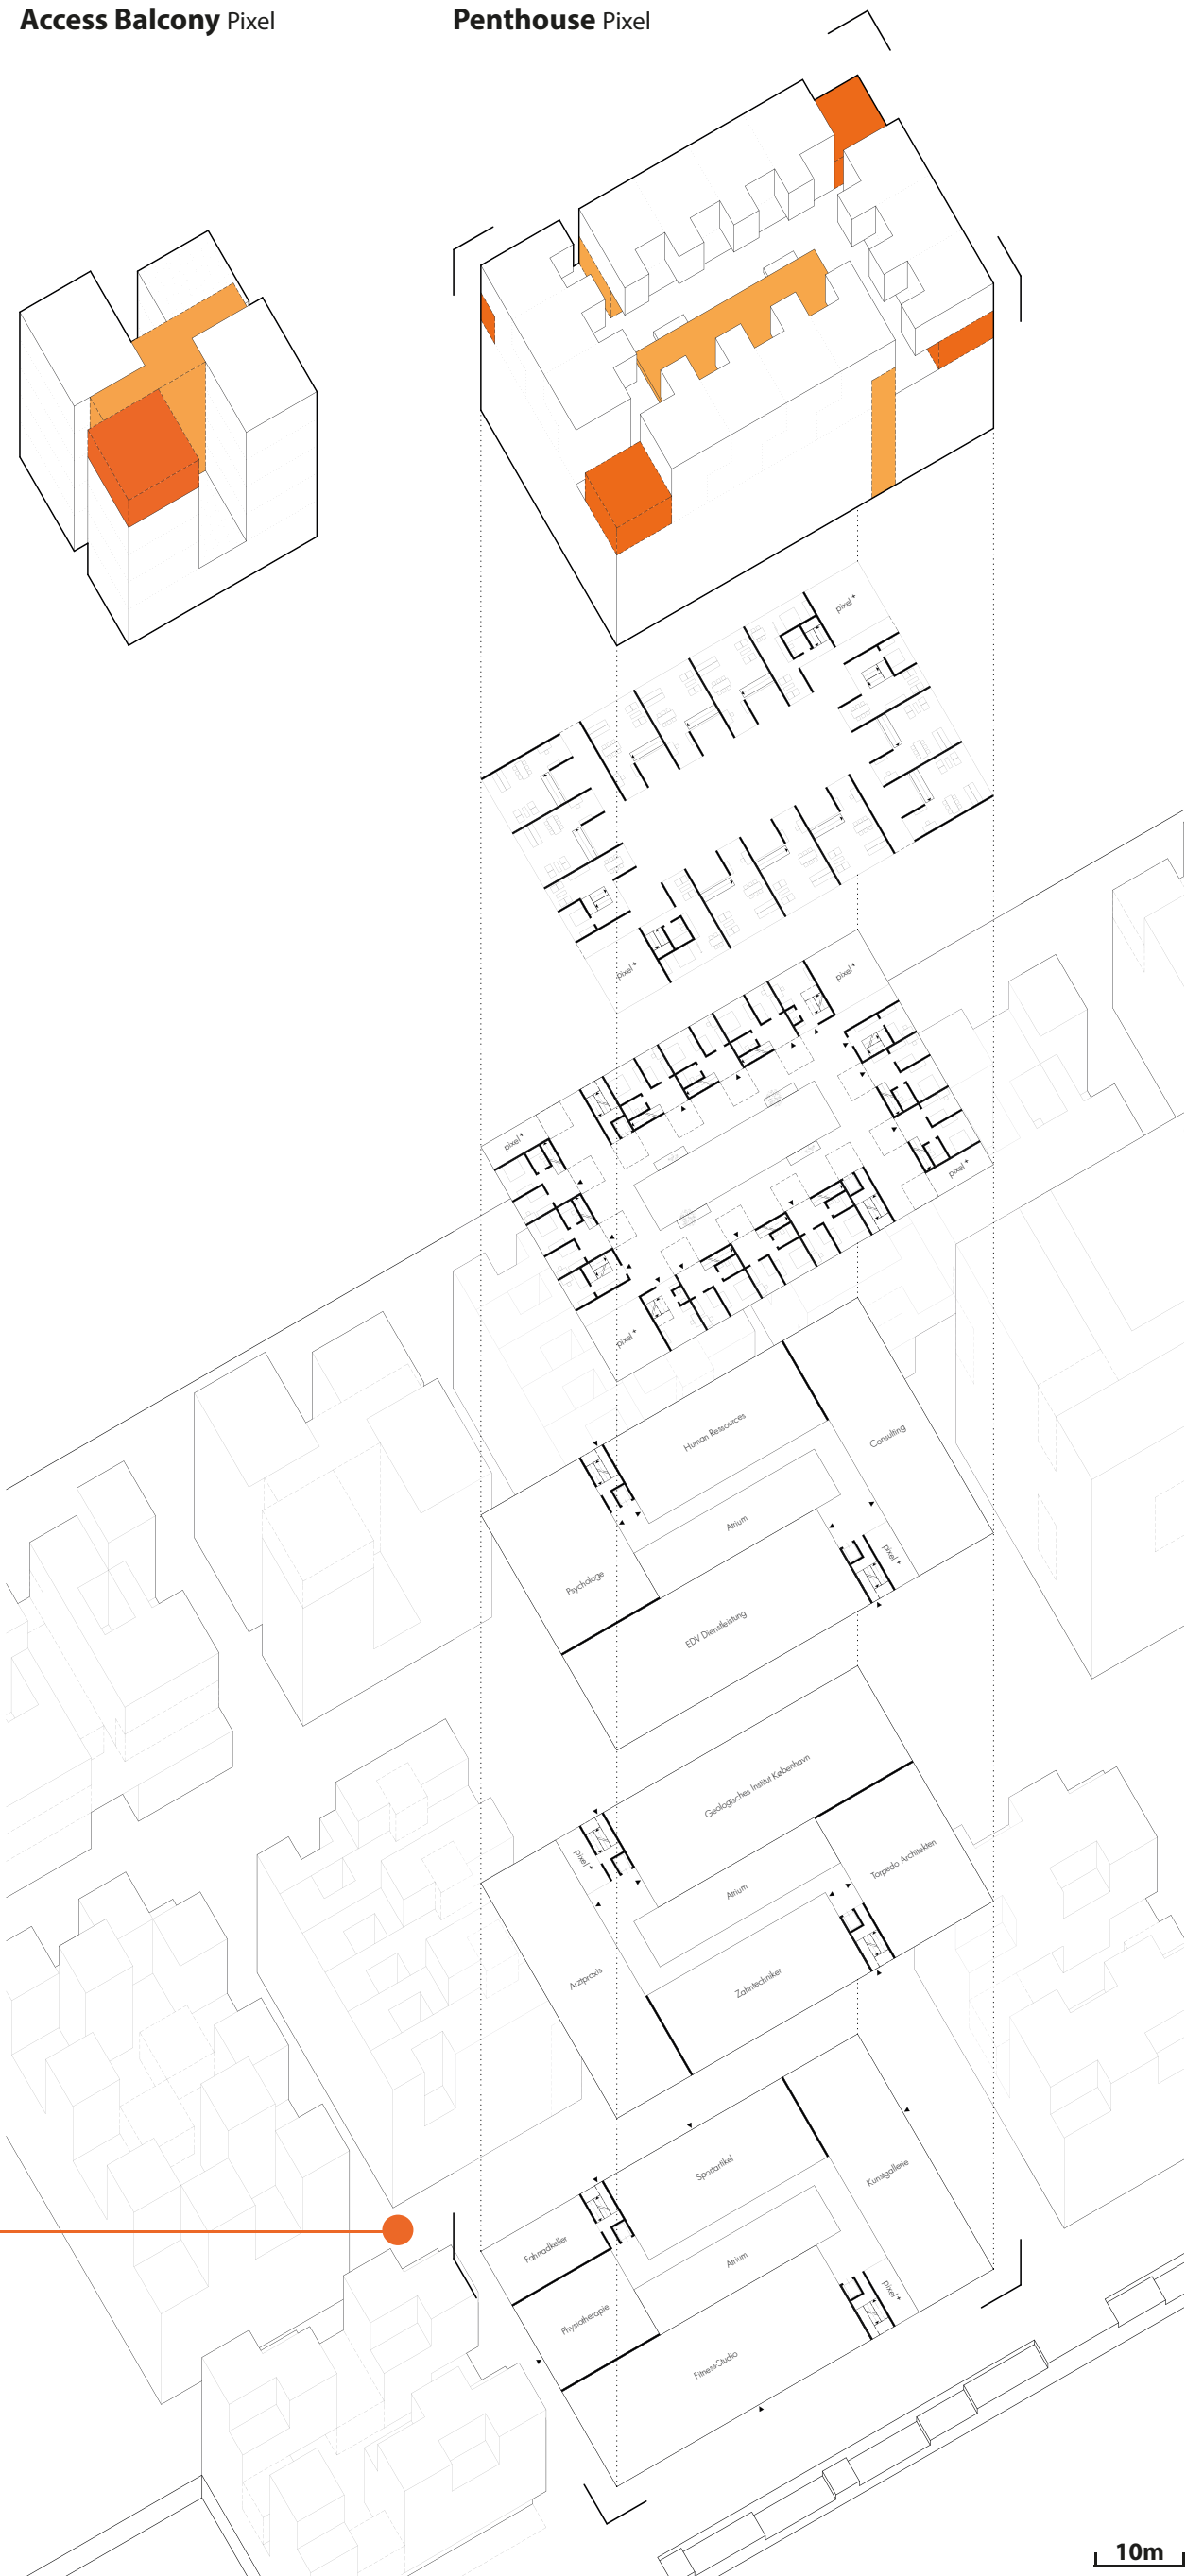 Access Balcony Pixel
Penthouse Pixel
pixel+
pixel+
pixel+
pixel+
pixel+
pixel+
Human Ressources
Consulting
Atrium
pixel+
Psychologe
EDV Dienstleistung
Geologisches Institut København
pixel+
Torpedo Architekten
Atrium
Arztpraxis
Zahntechniker
Sportartikel
Kunstgallerie
Fahrradkeller
Atrium
pixel+
Physiotherapie
Fitness-Studio
10m